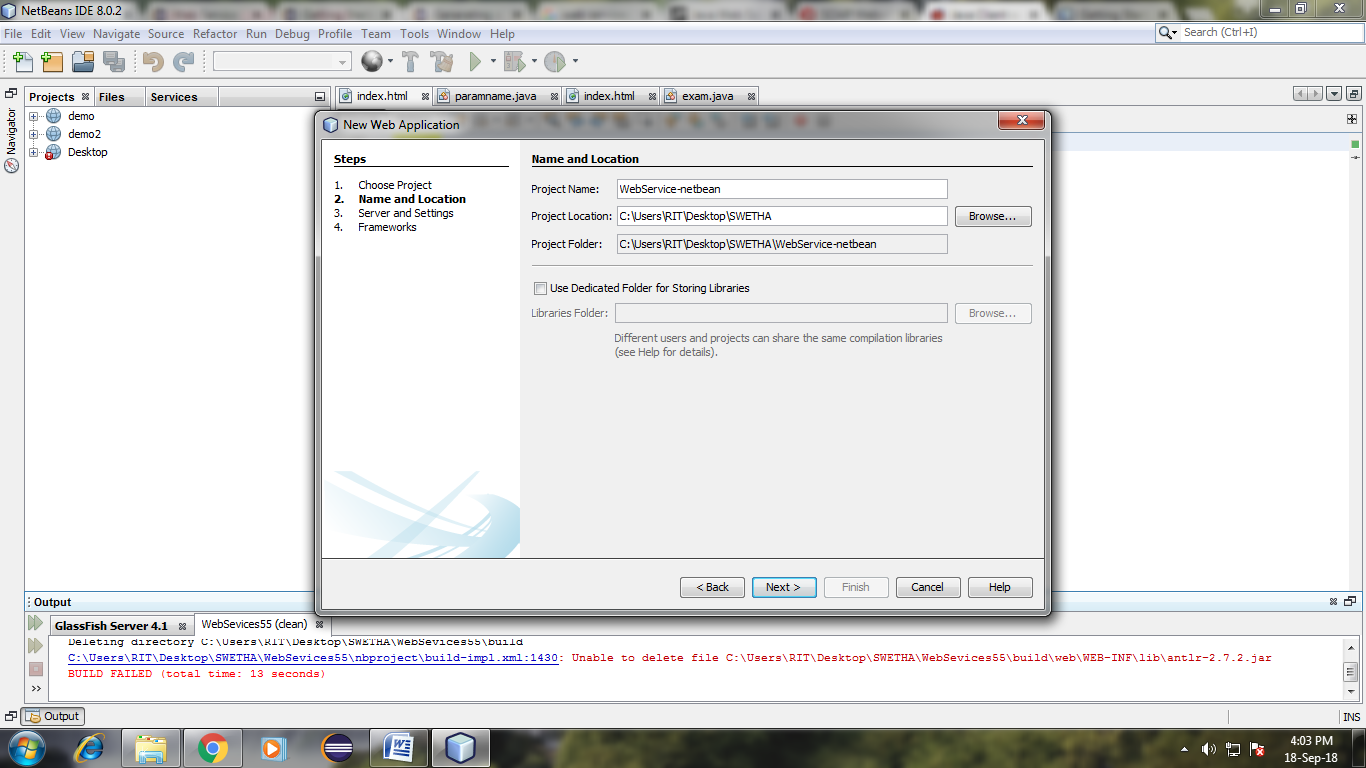 NetBeans IDE 8.0.2
File Edit View Navigate Source Refactor Run Debug Profile Team Tools Window Help
Search (Ctrl+I)
Projects Files Services
index.html paramname.java index.html exam.java
Navigator
demo
demo2
Desktop
New Web Application
Steps
1. Choose Project
2. Name and Location
3. Server and Settings
4. Frameworks
Name and Location
Project Name: WebService-netbean
Project Location: C:\Users\RIT\Desktop\SWETHA Browse...
Project Folder: C:\Users\RIT\Desktop\SWETHA\WebService-netbean
Use Dedicated Folder for Storing Libraries
Libraries Folder: Browse...
Different users and projects can share the same compilation libraries
(see Help for details).
< Back Next > Finish Cancel Help
Output
GlassFish Server 4.1 WebSevices55 (clean)
Deleting directory C:\Users\RIT\Desktop\SWETHA\WebSevices55\build
C:\Users\RIT\Desktop\SWETHA\WebSevices55\nbproject\build-impl.xml:1430: Unable to delete file C:\Users\RIT\Desktop\SWETHA\WebSevices55\build\web\WEB-INF\lib\antlr-2.7.2.jar
BUILD FAILED (total time: 13 seconds)
Output
INS
4:03 PM
18-Sep-18